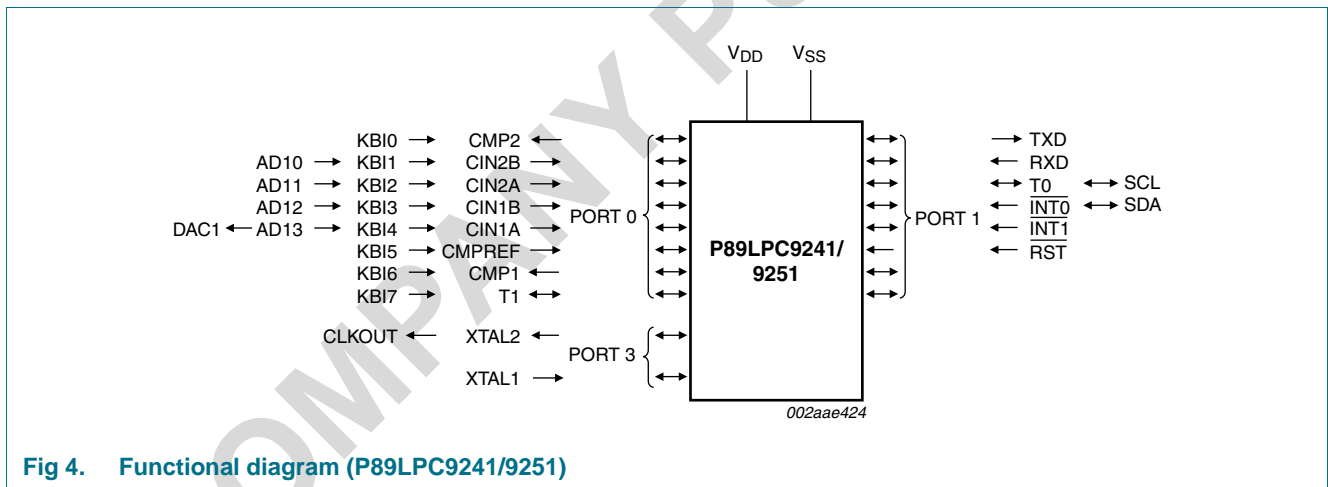 COMPANY PU
VDD VSS
KBI0 CMP2 TXD
AD10 KBI1 CIN2B RXD
AD11 KBI2 CIN2A T0 SCL
AD12 KBI3 CIN1B PORT 0 PORT 1 INT0 SDA
DAC1 AD13 KBI4 CIN1A INT1
KBI5 CMPREF P89LPC9241/ RST
KBI6 CMP1 9251
KBI7 T1
CLKOUT XTAL2
PORT 3
XTAL1
002aae424
Fig 4. Functional diagram (P89LPC9241/9251)